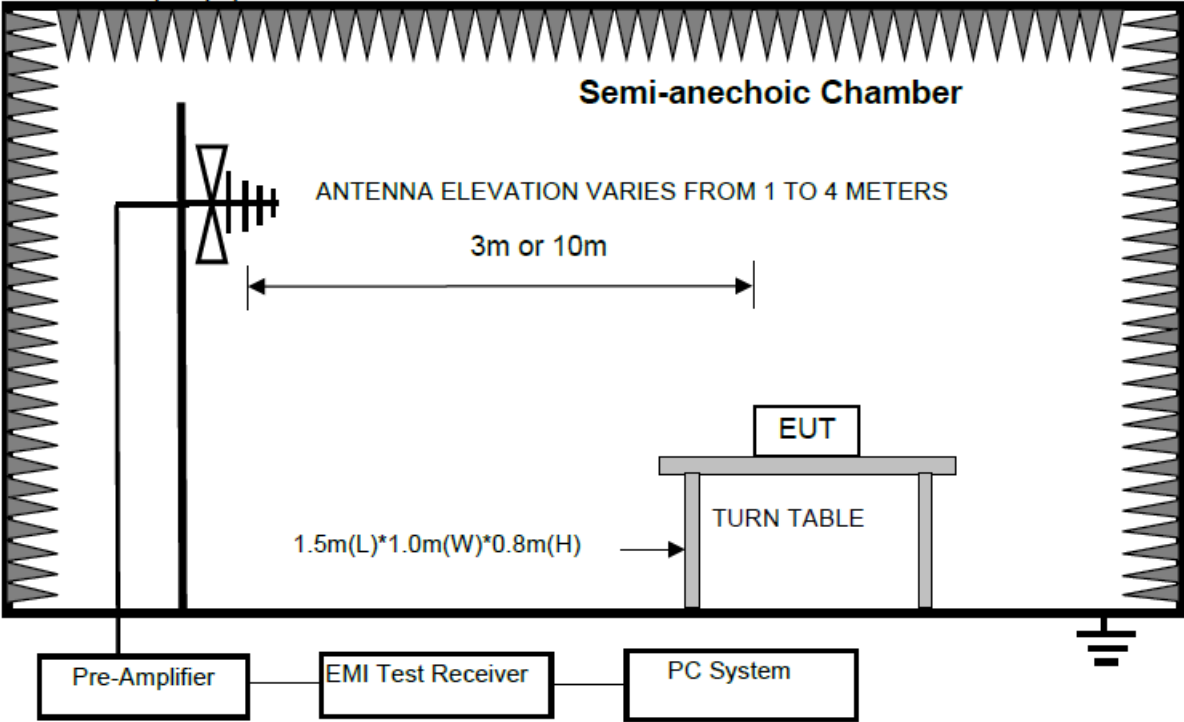 Semi-anechoic Chamber
ANTENNA ELEVATION VARIES FROM 1 TO 4 METERS
3m or 10m
EUT
TURN TABLE
1.5m(L)*1.0m(W)*0.8m(H)
Pre-Amplifier
EMI Test Receiver
PC System